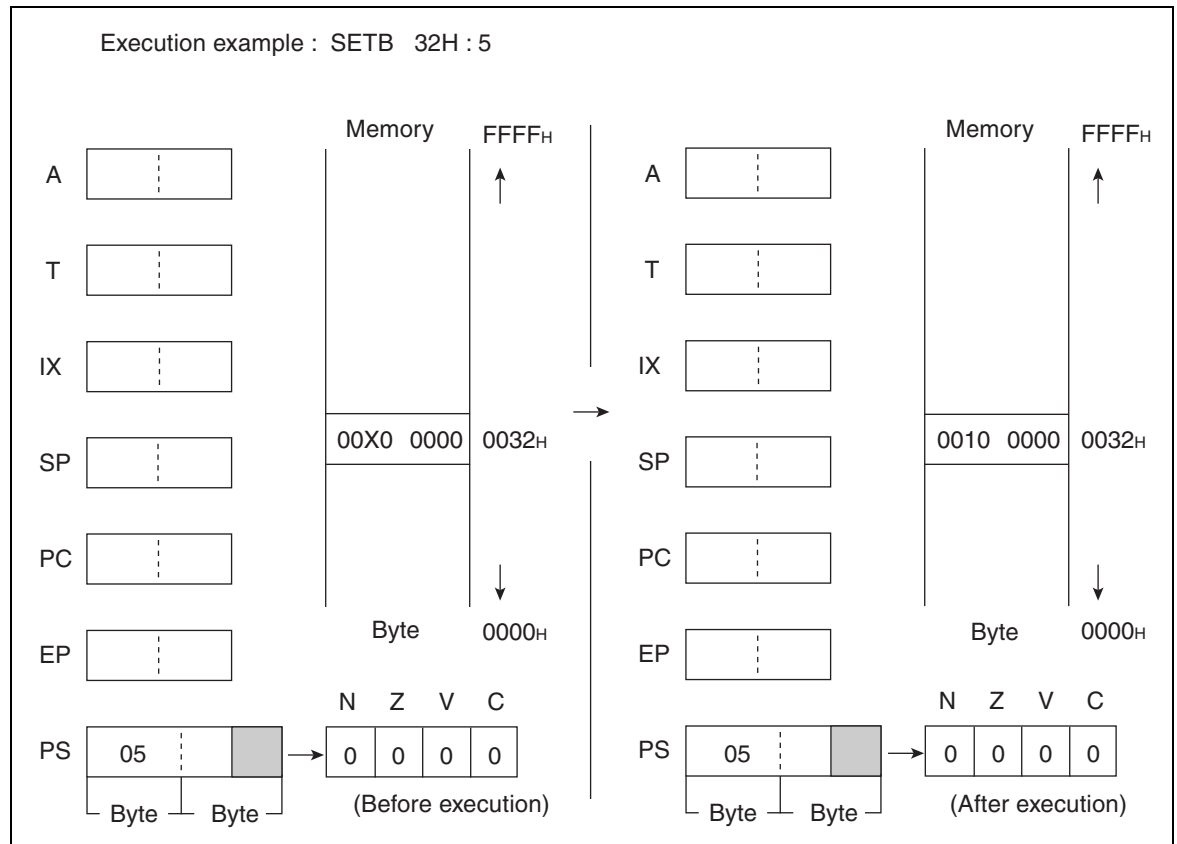 Execution example : SETB 32H : 5
Memory FFFFH
A
T
IX
00X0 0000 0032H
SP
PC
Byte 0000H
EP
N Z V C
PS 05 0 0 0 0
Byte Byte (Before execution)
Memory FFFFH
A
T
IX
0010 0000 0032H
SP
PC
Byte 0000H
EP
N Z V C
PS 05 0 0 0 0
Byte Byte (After execution)